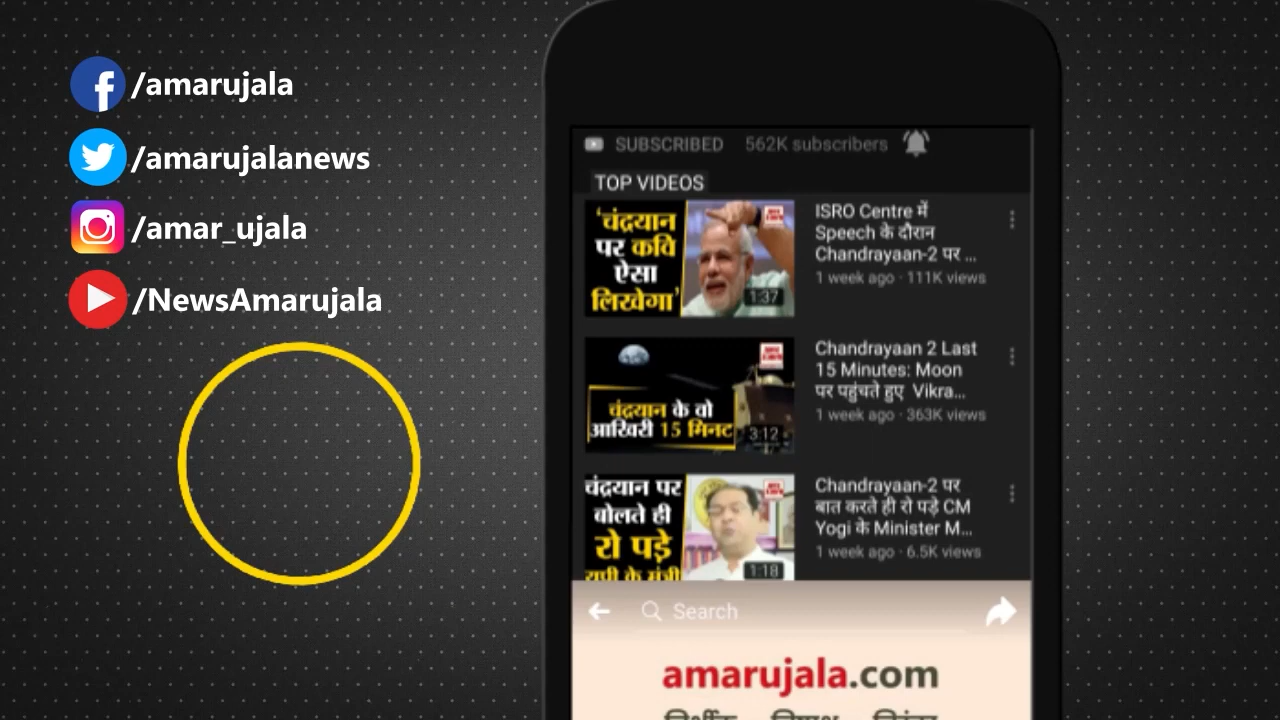 /amarujala
/amarujalanews
/amar_ujala
/NewsAmarujala
SUBSCRIBED 562K subscribers
TOP VIDEOS
'चंद्रयान
पर कवि
ऐसा
लिखेगा'
1:37
ISRO Centre में
Speech के दौरान
Chandrayaan-2 पर ...
1 week ago · 111K views
चंद्रयान के वो
आखिरी 15 मिनट
3:12
Chandrayaan 2 Last
15 Minutes: Moon
पर पहुंचते हुए Vikra...
1 week ago · 363K views
चंद्रयान पर
बोलते ही
रो पड़े
यूपी के मंत्री
1:18
Chandrayaan-2 पर
बात करते ही रो पड़े CM
Yogi के Minister M...
1 week ago · 6.5K views
Search
amarujala.com